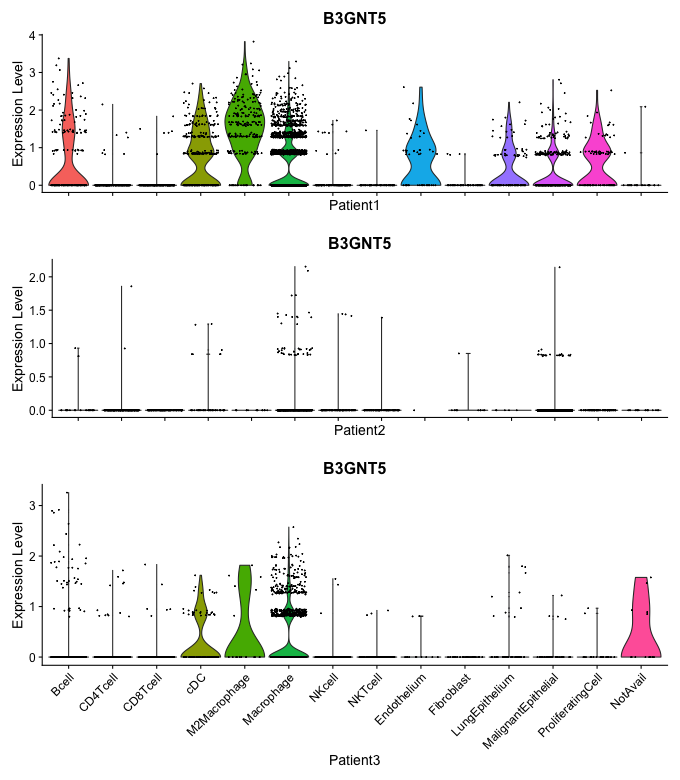 B3GNT5
4
3
2
1
0
Expression Level
Patient1
B3GNT5
2.0
1.5
1.0
0.5
0.0
Expression Level
Patient2
B3GNT5
3
2
1
0
Expression Level
Bcell
CD4Tcell
CD8Tcell
cDC
M2Macrophage
Macrophage
NKcell
NKTcell
Endothelium
Fibroblast
LungEpithelium
MalignantEpithelial
ProliferatingCell
NotAvail
Patient3